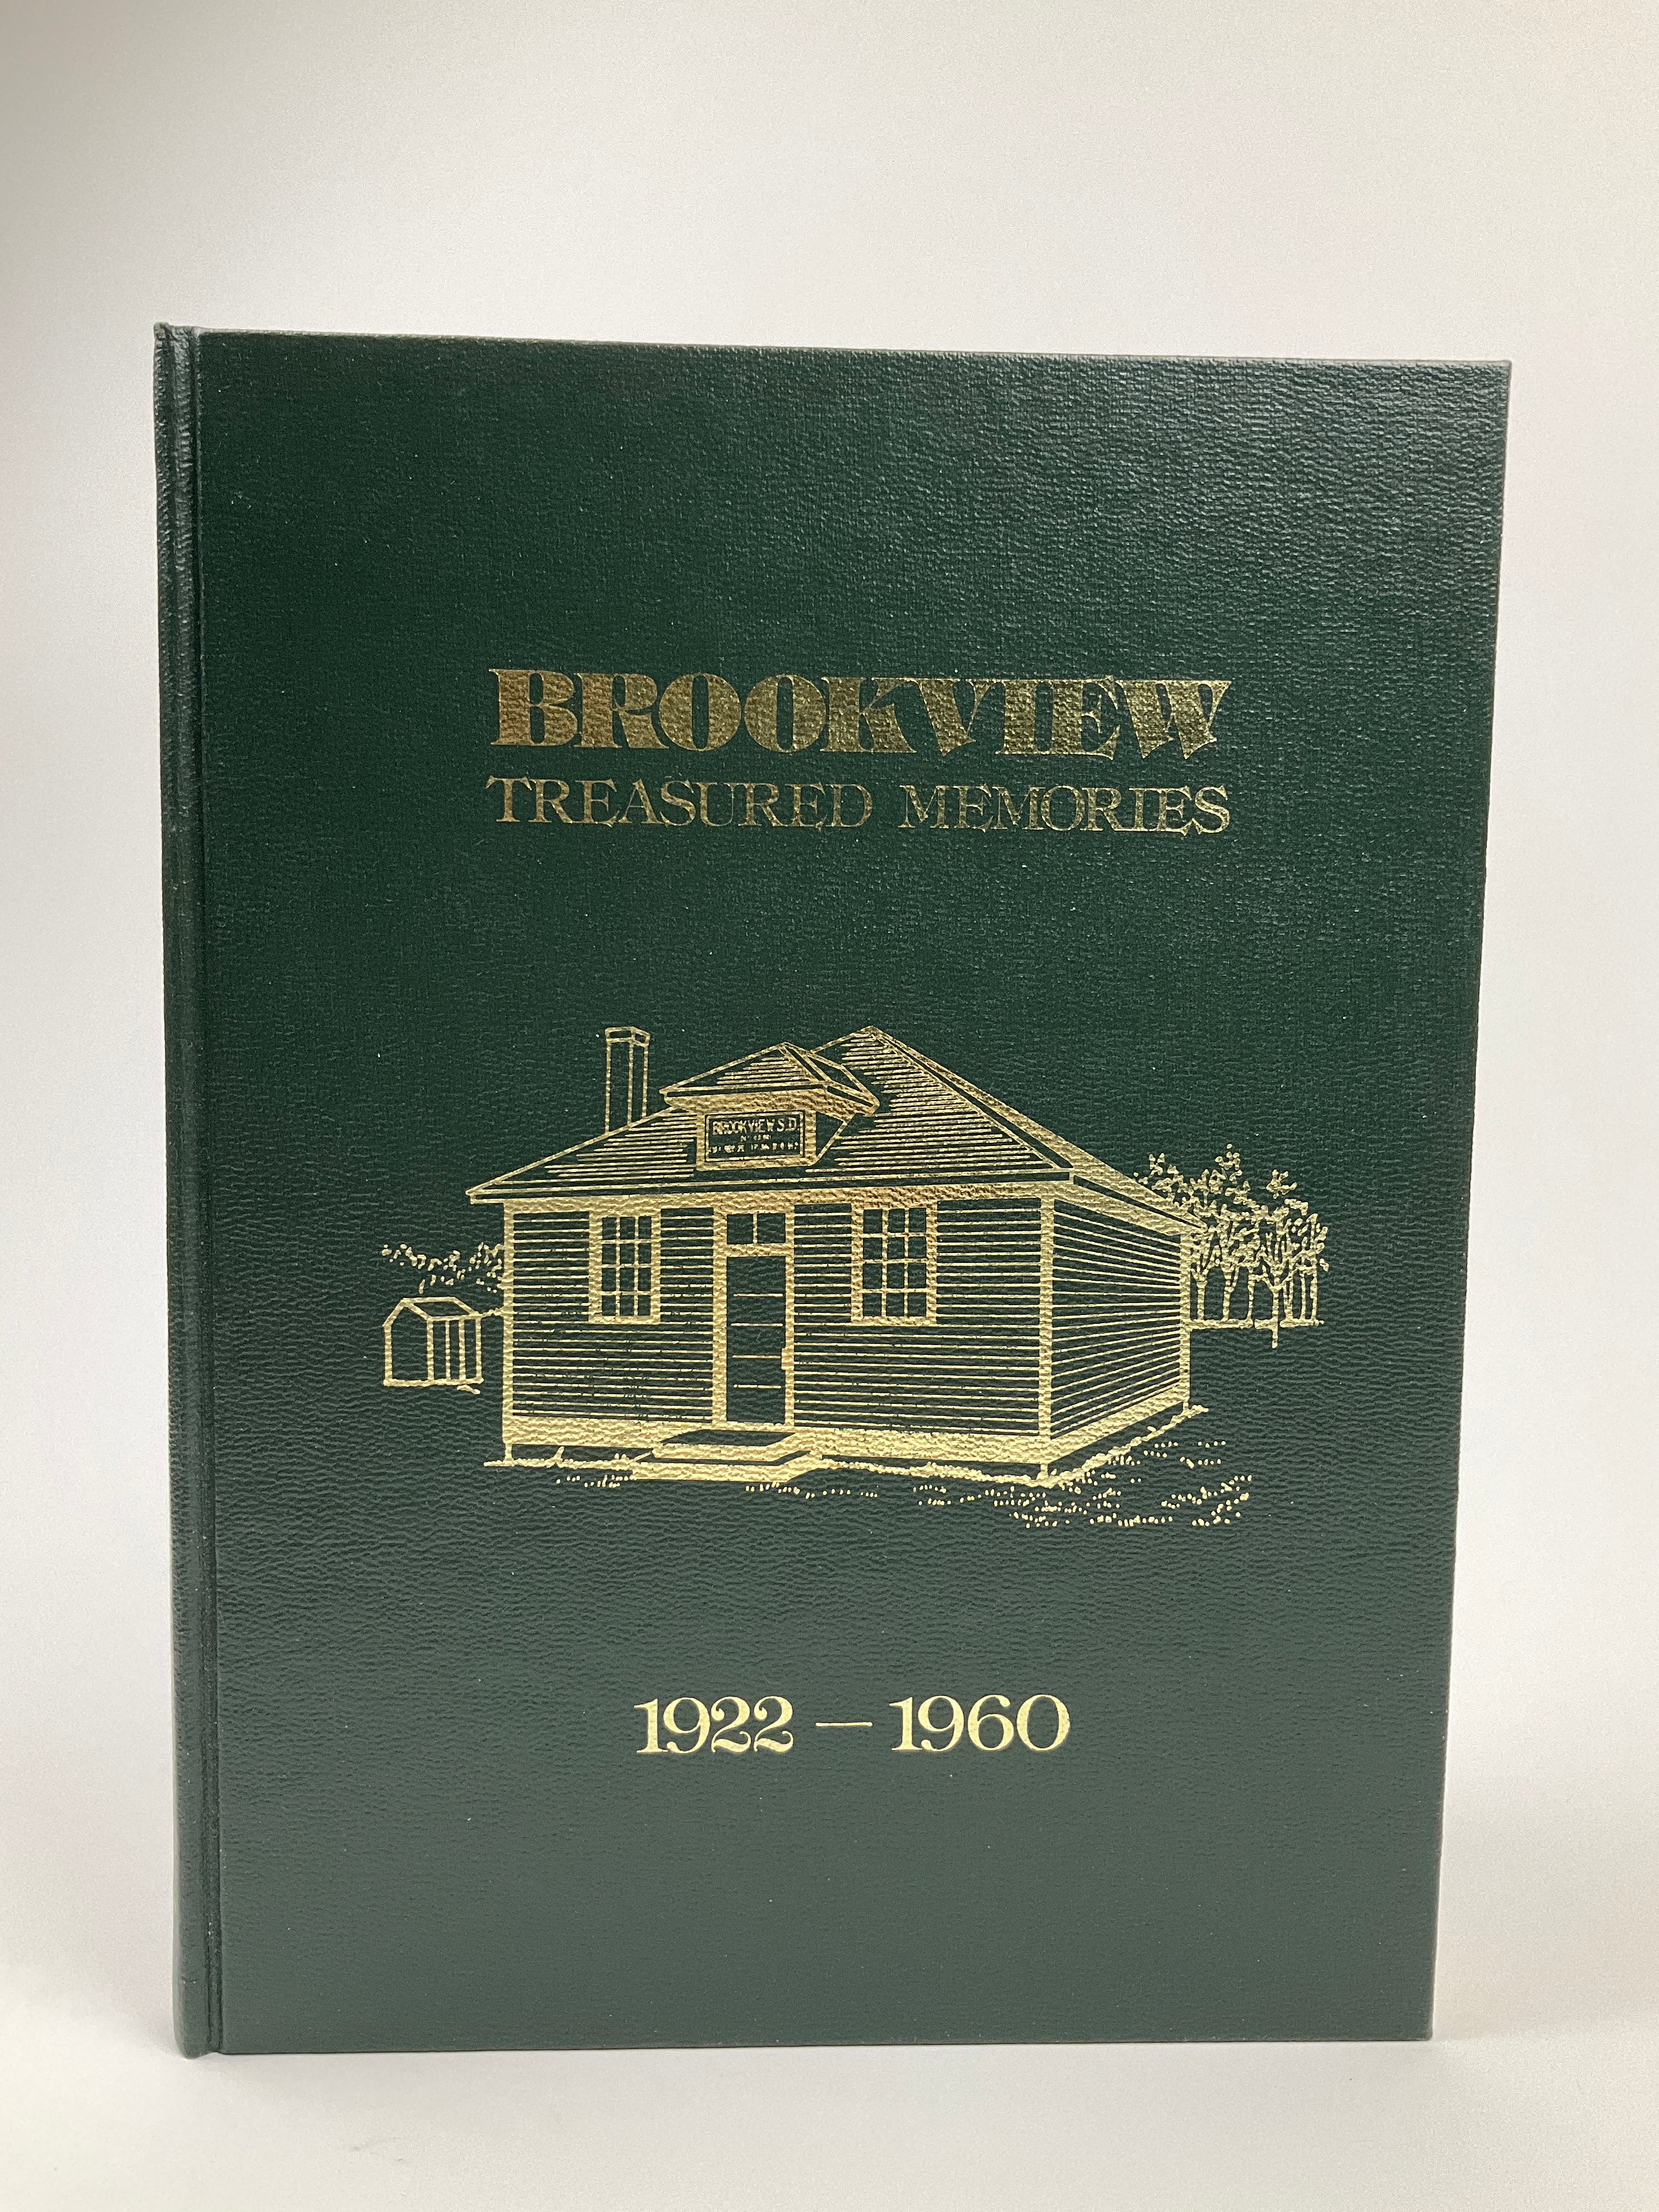 BROOKVIEW
TREASURED MEMORIES
BROOKVIEW S.D.
1922 – 1960